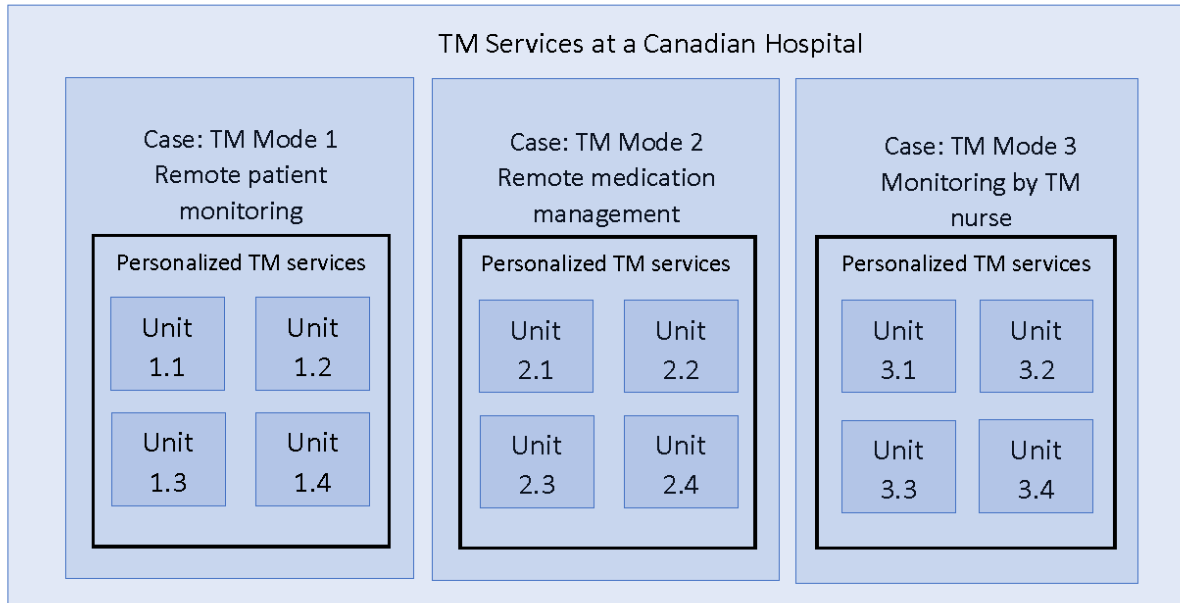 TM Services at a Canadian Hospital
Case: TM Mode 1
Remote patient
monitoring
Personalized TM services
Unit
1.1
Unit
1.2
Unit
1.3
Unit
1.4
Case: TM Mode 2
Remote medication
management
Personalized TM services
Unit
2.1
Unit
2.2
Unit
2.3
Unit
2.4
Case: TM Mode 3
Monitoring by TM
nurse
Personalized TM services
Unit
3.1
Unit
3.2
Unit
3.3
Unit
3.4